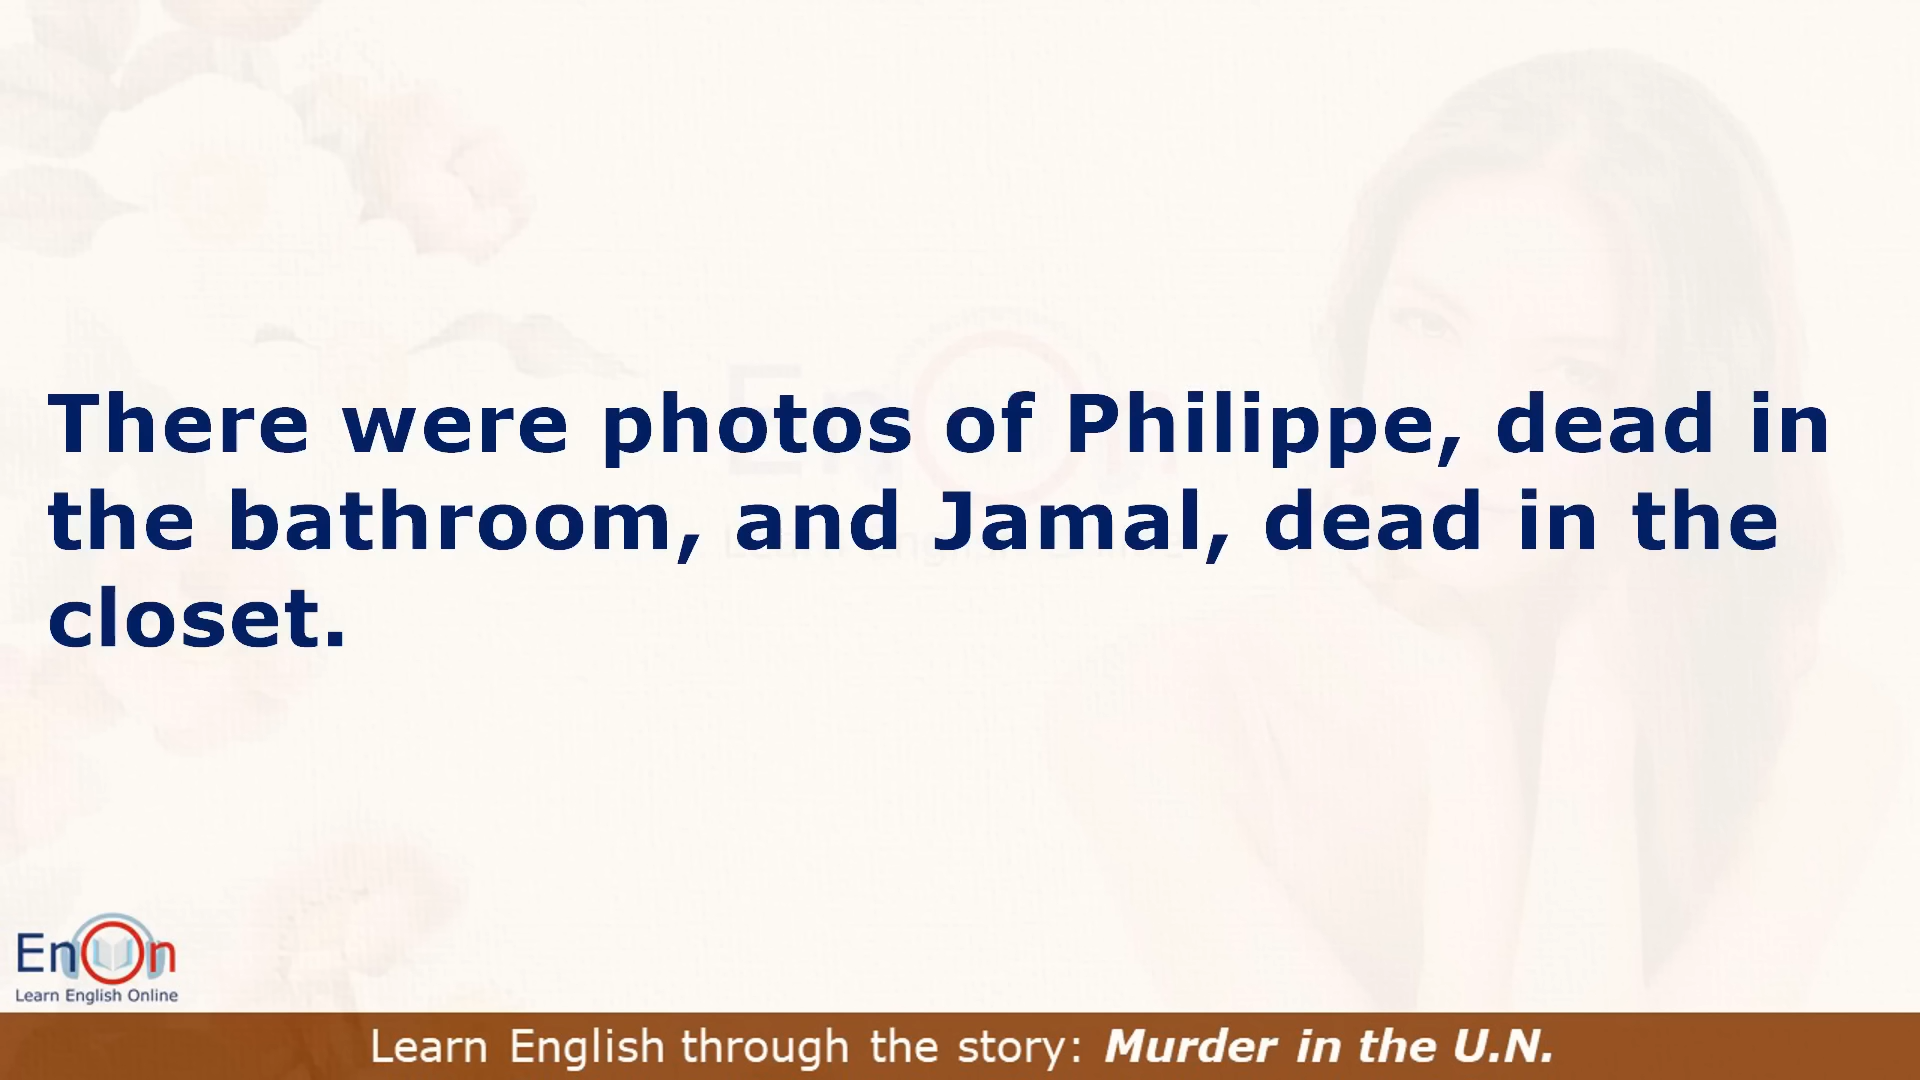 There were photos of Philippe, dead in
the bathroom, and Jamal, dead in the
closet.
EnOn
Learn English Online
Learn English through the story: Murder in the U.N.